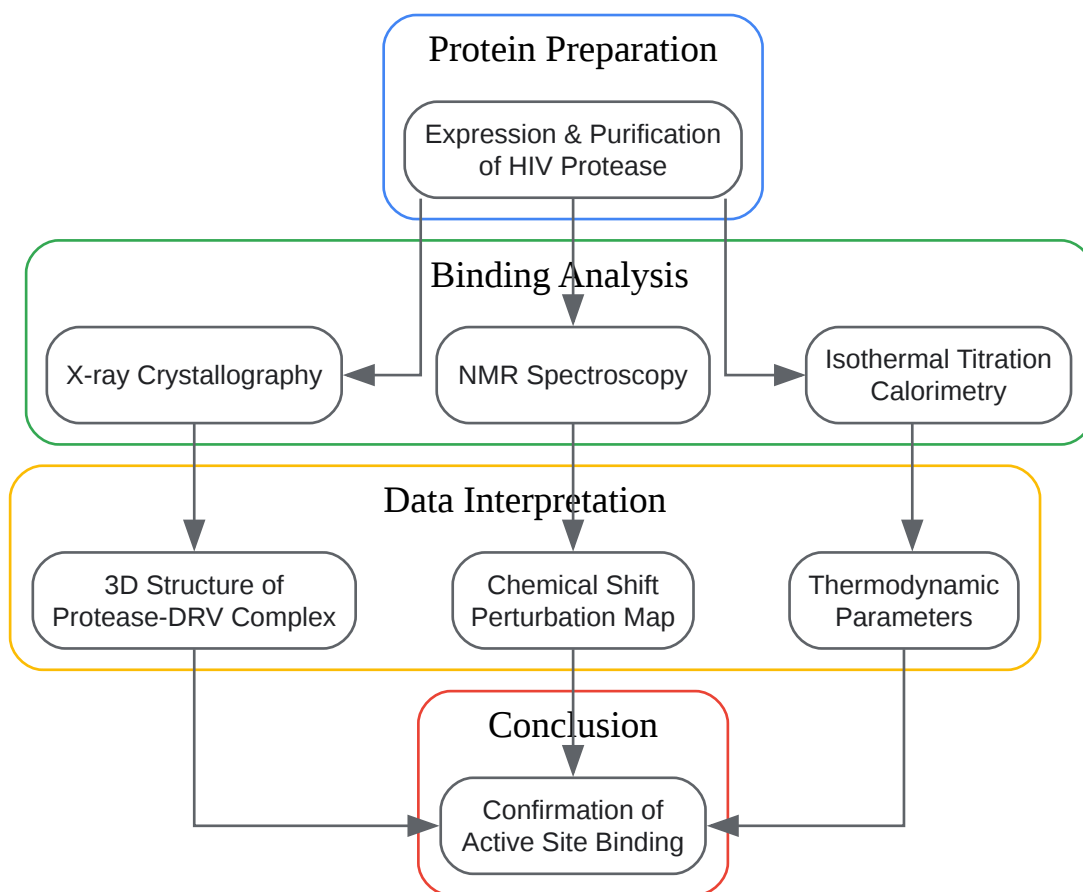 Protein Preparation
Expression & Purification
of HIV Protease
Binding Analysis
X-ray Crystallography
NMR Spectroscopy
Isothermal Titration
Calorimetry
Data Interpretation
3D Structure of
Protease-DRV Complex
Chemical Shift
Perturbation Map
Thermodynamic
Parameters
Conclusion
Confirmation of
Active Site Binding